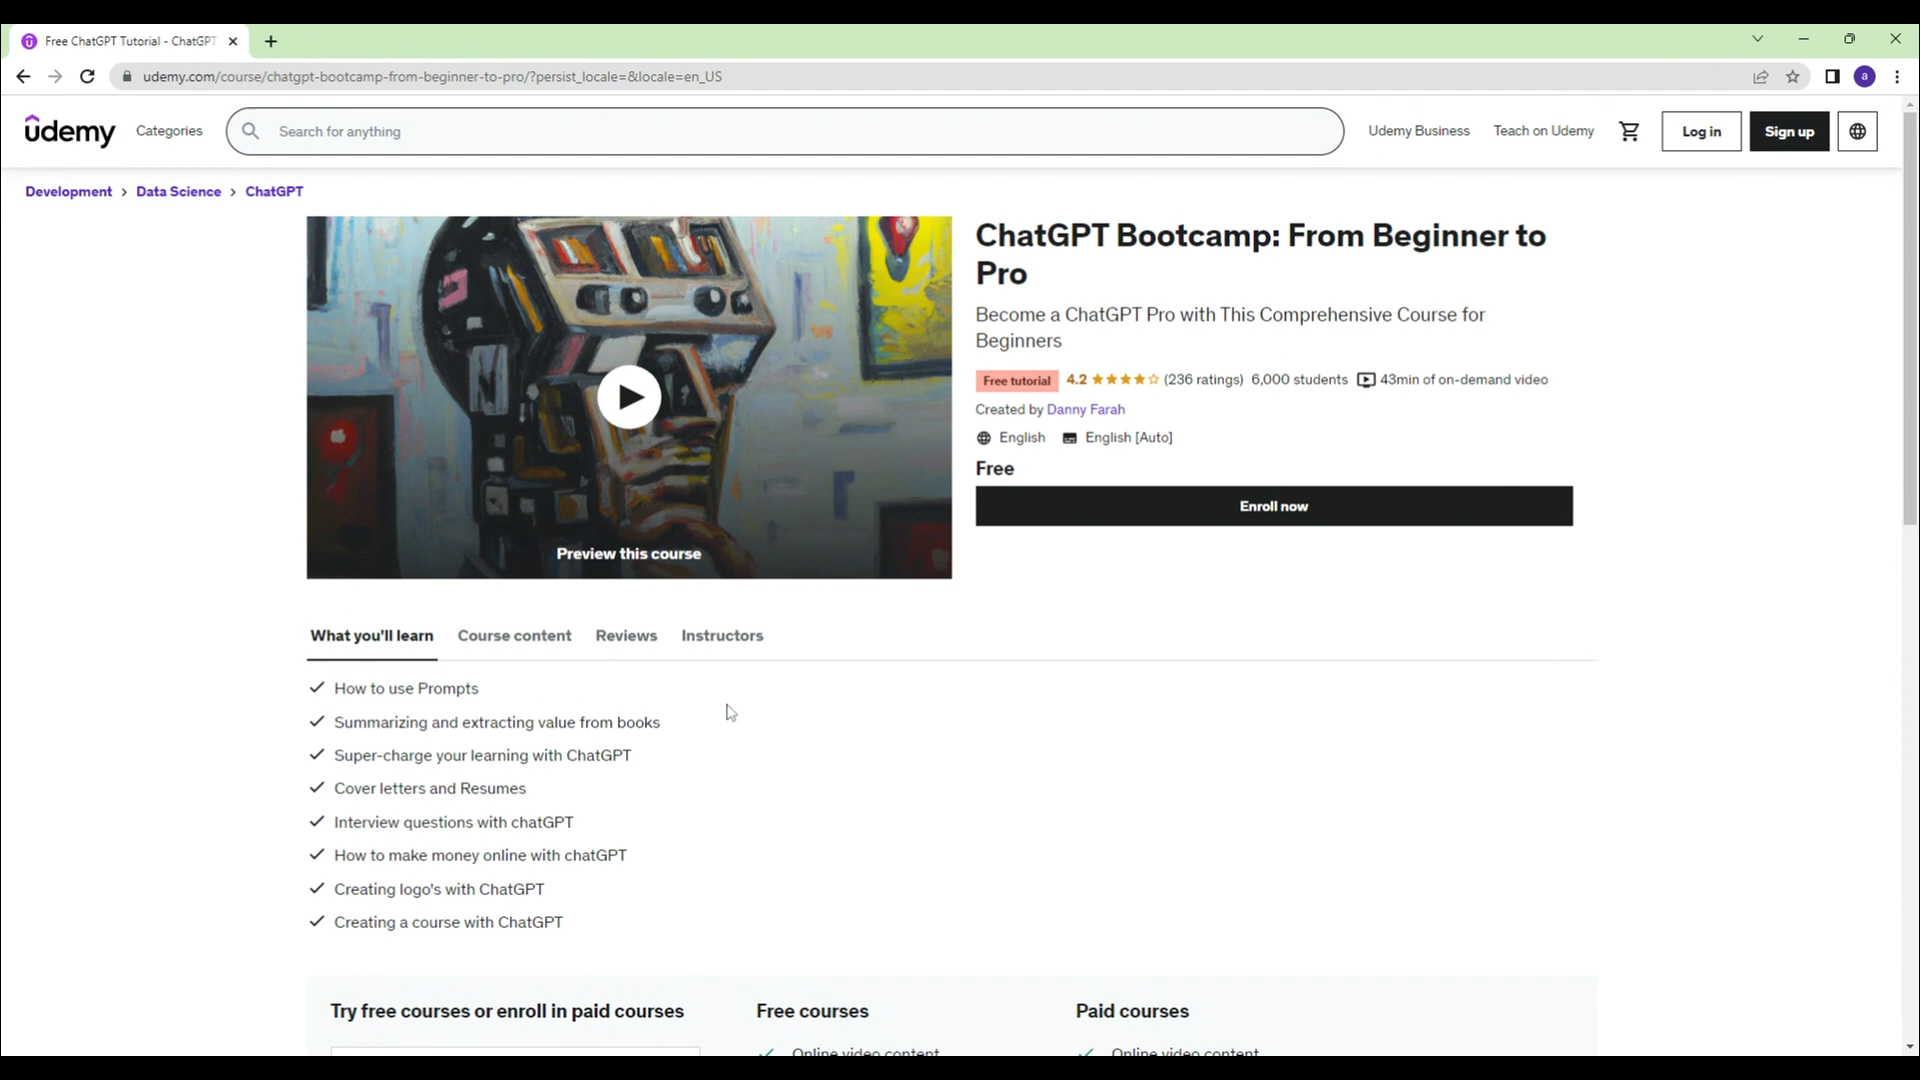 Free ChatGPT Tutorial - ChatGPT
udemy.com/course/chatgpt-bootcamp-from-beginner-to-pro/?persist_locale=&locale=en_US
a
udemy
Categories
Search for anything
Udemy Business
Teach on Udemy
Log in
Sign up
Development > Data Science > ChatGPT
Preview this course
ChatGPT Bootcamp: From Beginner to
Pro
Become a ChatGPT Pro with This Comprehensive Course for
Beginners
Free tutorial 4.2 (236 ratings) 6,000 students 43min of on-demand video
Created by Danny Farah
English English [Auto]
Free
Enroll now
What you'll learn Course content Reviews Instructors
How to use Prompts
Summarizing and extracting value from books
Super-charge your learning with ChatGPT
Cover letters and Resumes
Interview questions with chatGPT
How to make money online with chatGPT
Creating logo's with ChatGPT
Creating a course with ChatGPT
Try free courses or enroll in paid courses
Free courses
Paid courses
Online video content
Online video content